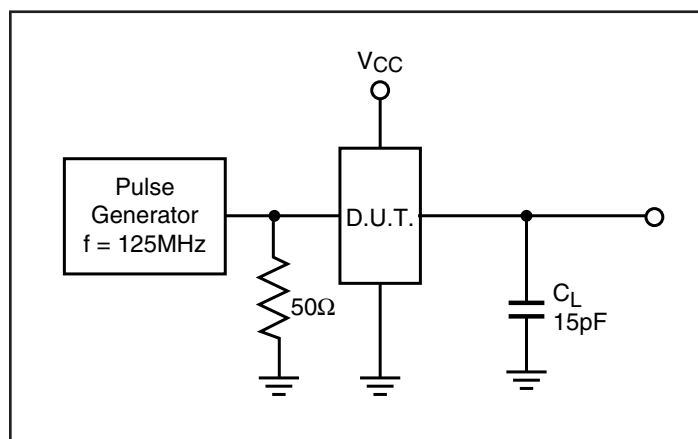 VCC
Pulse
Generator
f = 125MHz
D.U.T.
50Ω
CL
15pF